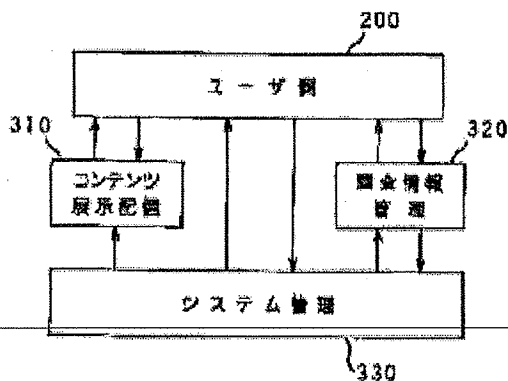 200
ユーザ側
310
コンテンツ
展示配信
320
課金情報
管理
システム管理
330